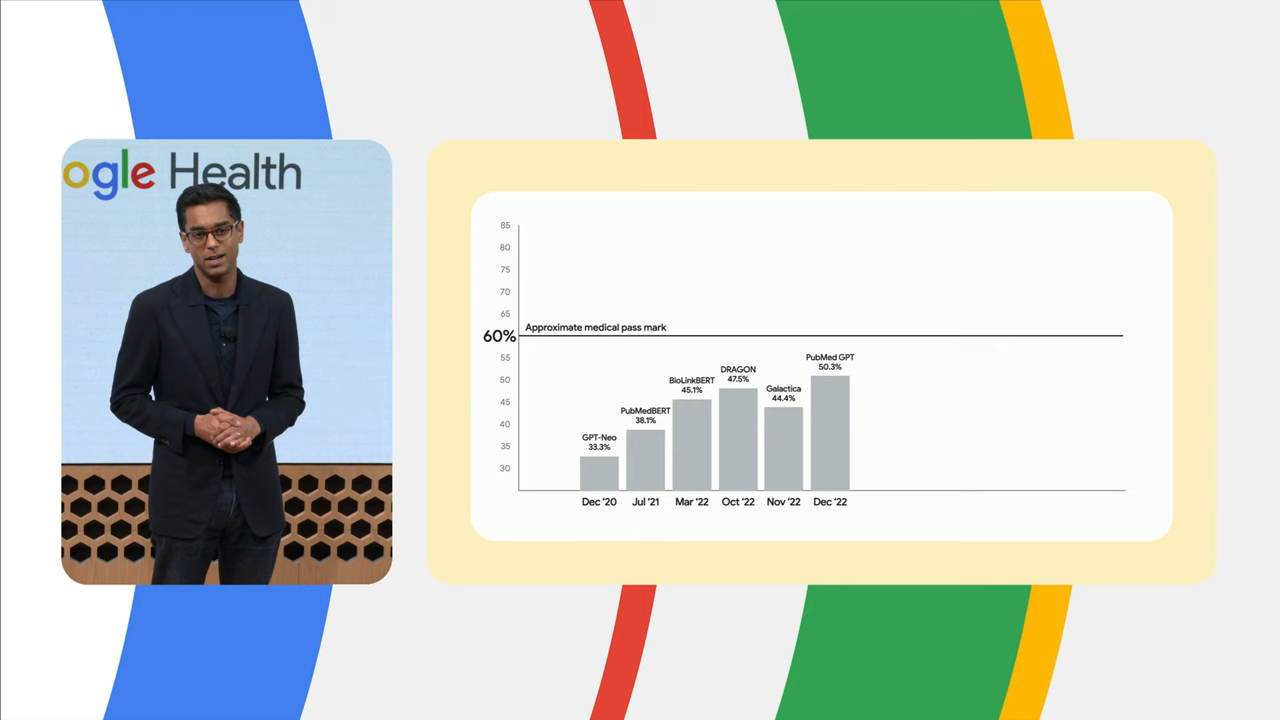 ogle Health
85
80
75
70
65
60%
55
50
45
40
35
30
Approximate medical pass mark
GPT-Neo
33.3%
PubMedBERT
38.1%
BioLinkBERT
45.1%
DRAGON
47.5%
Galactica
44.4%
PubMed GPT
50.3%
Dec '20 Jul '21 Mar '22 Oct '22 Nov '22 Dec '22